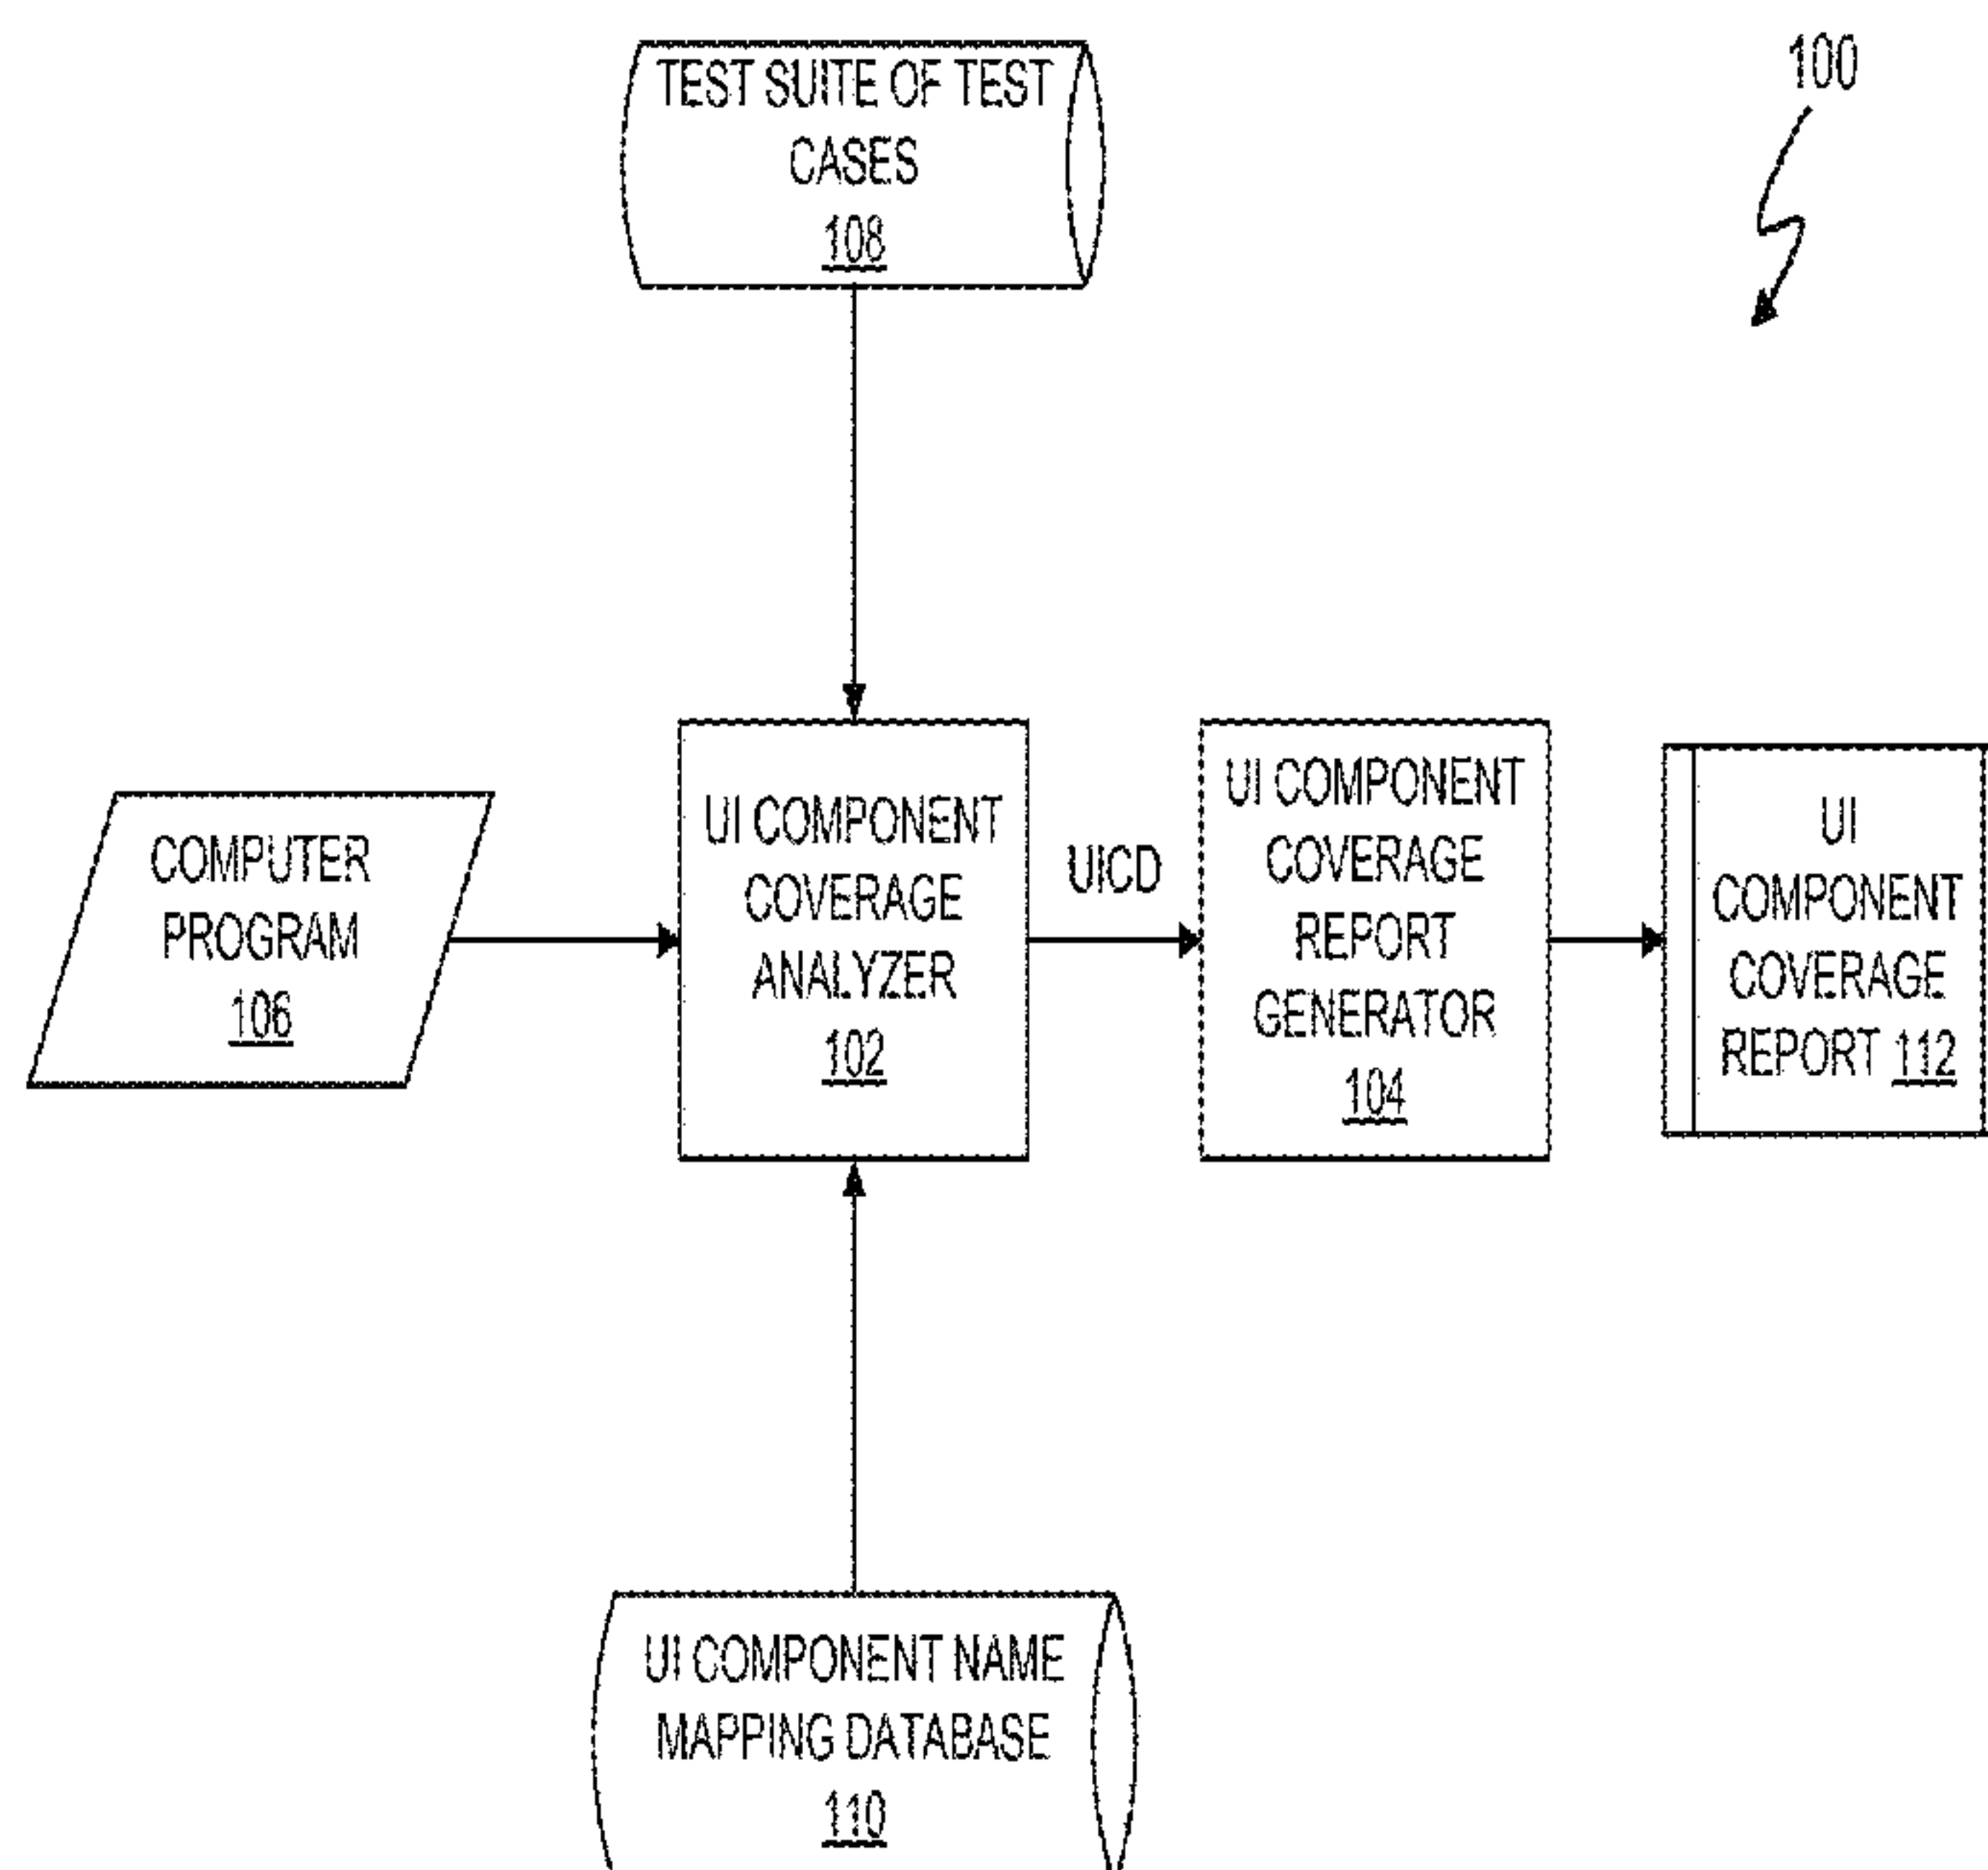 100
TEST SUITE OF TEST
CASES
108
COMPUTER
PROGRAM
106
UI COMPONENT
COVERAGE
ANALYZER
102
UICD
UI COMPONENT
COVERAGE
REPORT
GENERATOR
104
UI
COMPONENT
COVERAGE
REPORT 112
UI COMPONENT NAME
MAPPING DATABASE
110